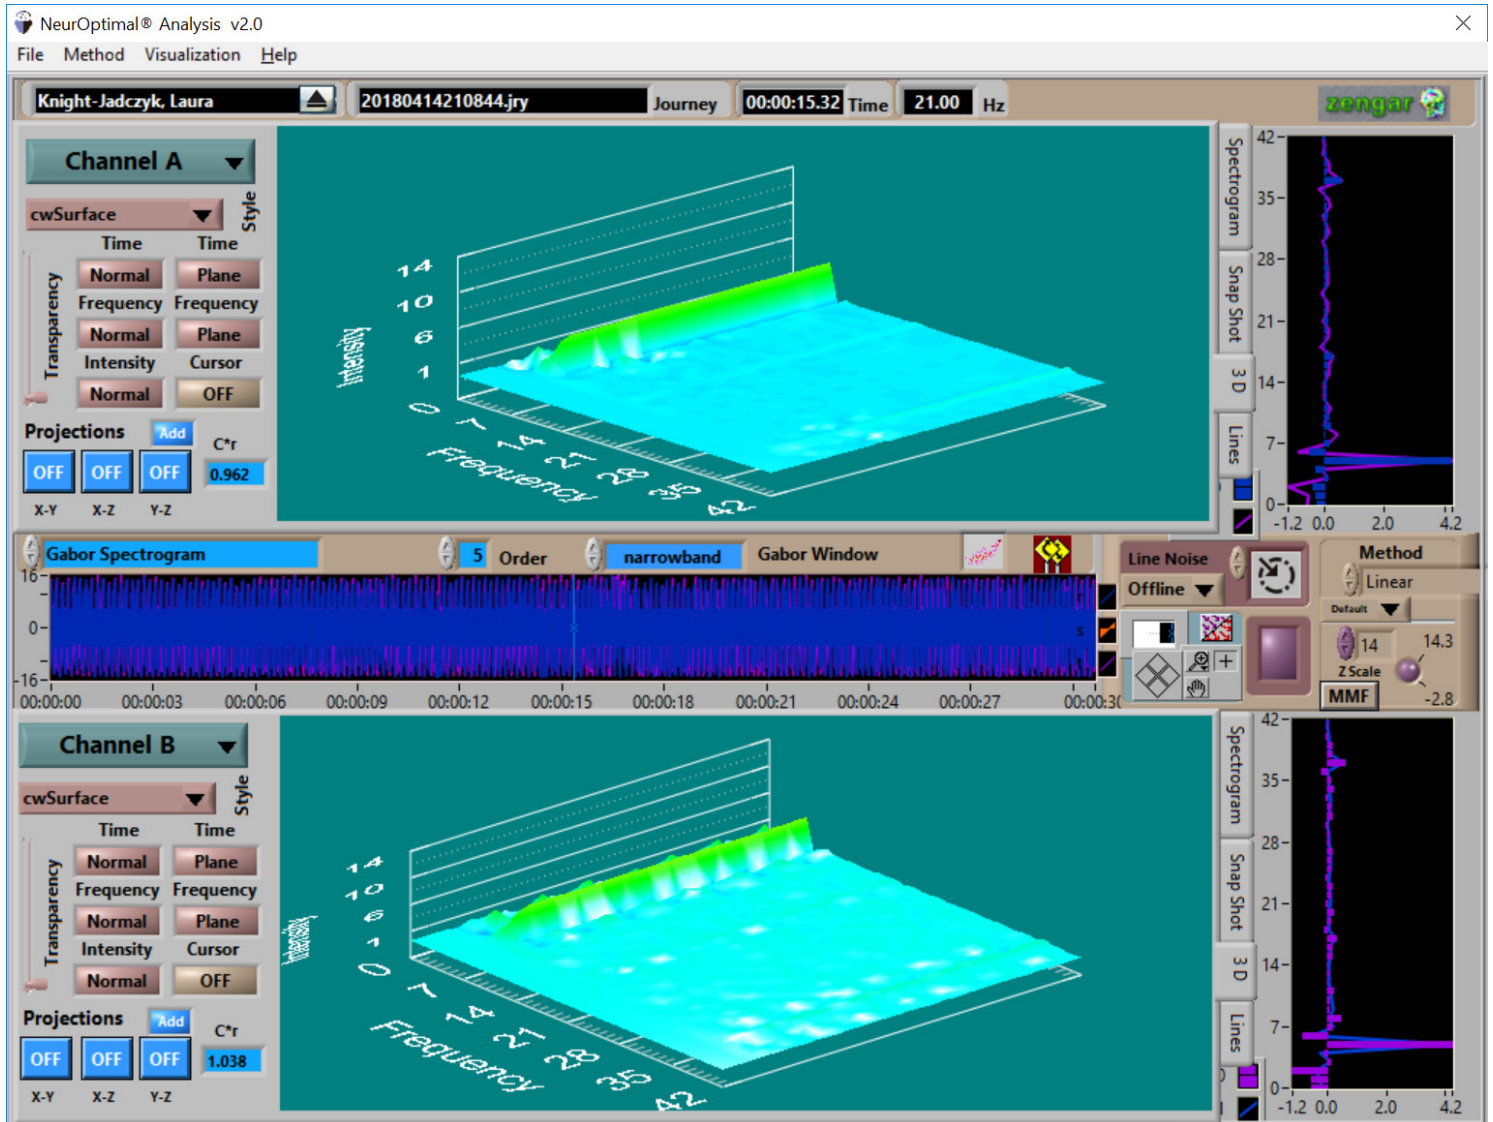 NeurOptimal® Analysis v2.0
File Method Visualization Help
Knight-Jadczyk, Laura
20180414210844.jry Journey
00:00:15.32 Time
21.00 Hz
zengar
Channel A
cwSurface
Style
Transparency
Time Time
Normal Plane
Frequency Frequency
Normal Plane
Intensity Cursor
Normal OFF
Projections Add
C*r
OFF OFF OFF 0.962
X-Y X-Z Y-Z
Intensity
14
10
6
1
0 7 14 21 28 35 42
Frequency
Spectrogram
Snap Shot
3 D
Lines
42
35
28
21
14
7
0
-1.2 0.0 2.0 4.2
Gabor Spectrogram
5 Order
narrowband Gabor Window
16
0
-16
r
s
00:00:00 00:00:03 00:00:06 00:00:09 00:00:12 00:00:15 00:00:18 00:00:21 00:00:24 00:00:27 00:00:30
Line Noise
Offline
Method
Linear
Default
14
14.3
Z Scale
MMF
-2.8
Channel B
cwSurface
Style
Transparency
Time Time
Normal Plane
Frequency Frequency
Normal Plane
Intensity Cursor
Normal OFF
Projections Add
C*r
OFF OFF OFF 1.038
X-Y X-Z Y-Z
Intensity
14
10
6
1
0 7 14 21 28 35 42
Frequency
Spectrogram
Snap Shot
3 D
Lines
42
35
28
21
14
7
0
-1.2 0.0 2.0 4.2